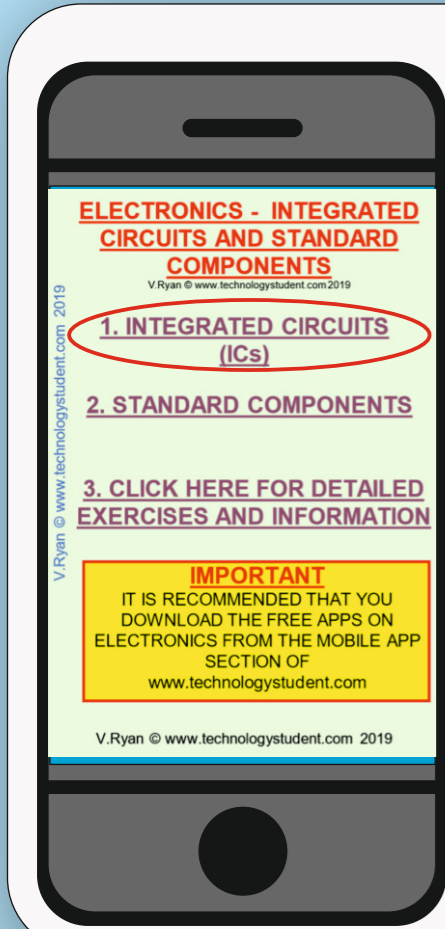 ELECTRONICS - INTEGRATED
CIRCUITS AND STANDARD
COMPONENTS
V.Ryan © www.technologystudent.com 2019
V.Ryan © www.technologystudent.com 2019
1. INTEGRATED CIRCUITS
(ICs)
2. STANDARD COMPONENTS
3. CLICK HERE FOR DETAILED
EXERCISES AND INFORMATION
IMPORTANT
IT IS RECOMMENDED THAT YOU
DOWNLOAD THE FREE APPS ON
ELECTRONICS FROM THE MOBILE APP
SECTION OF
www.technologystudent.com
V.Ryan © www.technologystudent.com 2019